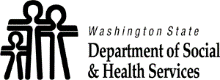 Washington State
Department of Social
& Health Services